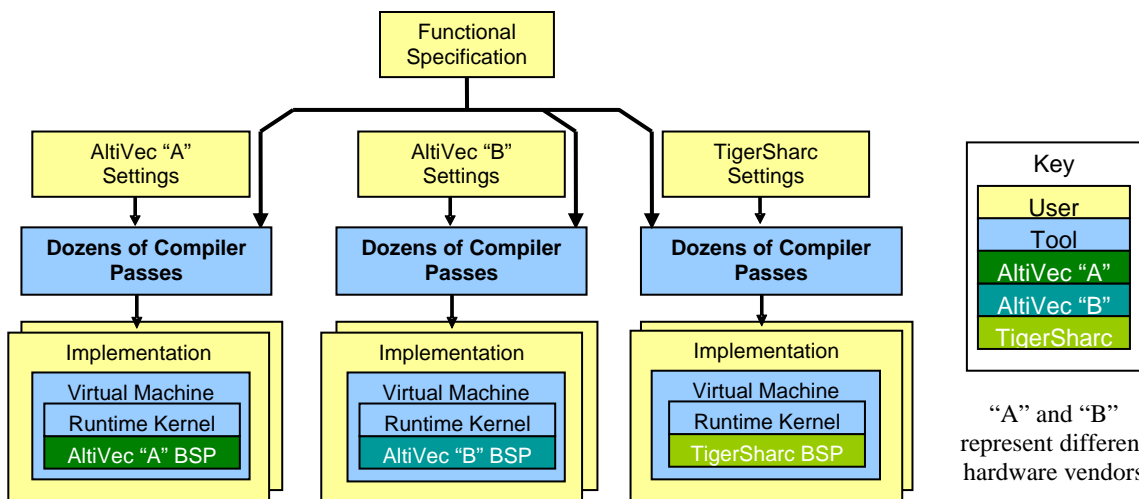 Functional
Specification
AltiVec “A”
Settings
AltiVec “B”
Settings
TigerSharc
Settings
Dozens of Compiler
Passes
Dozens of Compiler
Passes
Dozens of Compiler
Passes
Implementation
Virtual Machine
Runtime Kernel
AltiVec “A” BSP
Implementation
Virtual Machine
Runtime Kernel
AltiVec “B” BSP
Implementation
Virtual Machine
Runtime Kernel
TigerSharc BSP
Key
User
Tool
AltiVec “A”
AltiVec “B”
TigerSharc
“A” and “B”
represent differen
hardware vendors